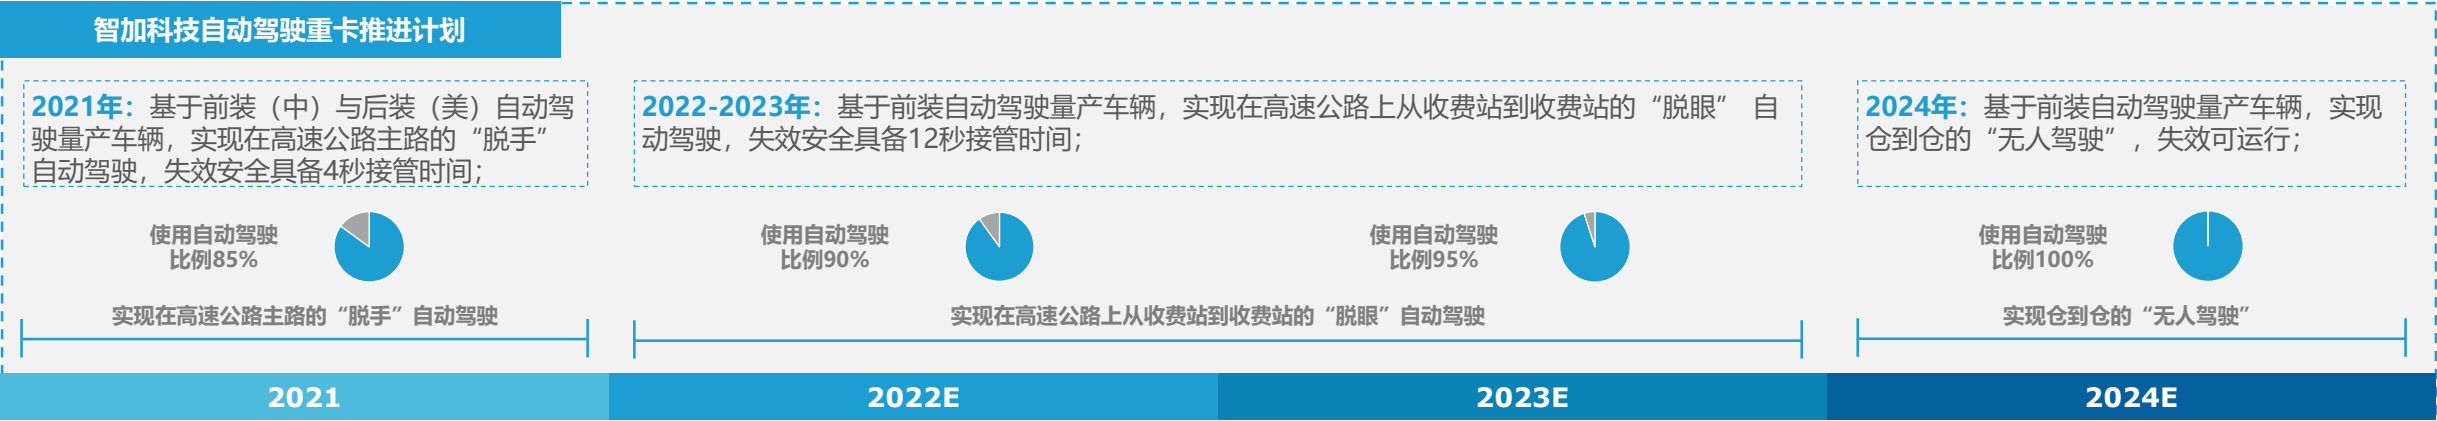 智加科技自动驾驶重卡推进计划
2021年：基于前装（中）与后装（美）自动驾
驶量产车辆，实现在高速公路主路的“脱手”
自动驾驶，失效安全具备4秒接管时间；
2022-2023年：基于前装自动驾驶量产车辆，实现在高速公路上从收费站到收费站的“脱眼” 自
动驾驶，失效安全具备12秒接管时间；
2024年：基于前装自动驾驶量产车辆，实现
仓到仓的“无人驾驶”，失效可运行；
使用自动驾驶
比例85%
使用自动驾驶
比例90%
使用自动驾驶
比例95%
使用自动驾驶
比例100%
实现在高速公路主路的“脱手”自动驾驶
实现在高速公路上从收费站到收费站的“脱眼”自动驾驶
实现仓到仓的“无人驾驶”
2021
2022E
2023E
2024E